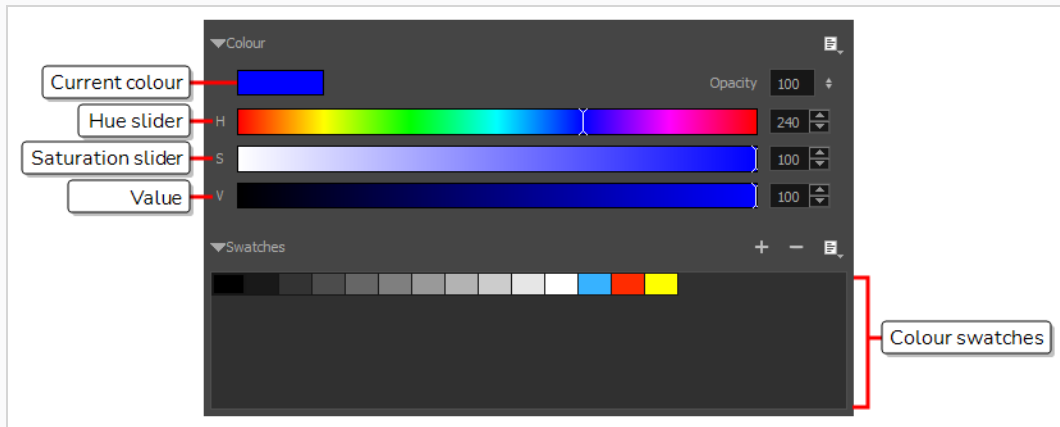 Colour
Current colour
Opacity 100
Hue slider H 240
Saturation slider S 100
Value V 100
Swatches + −
Colour swatches